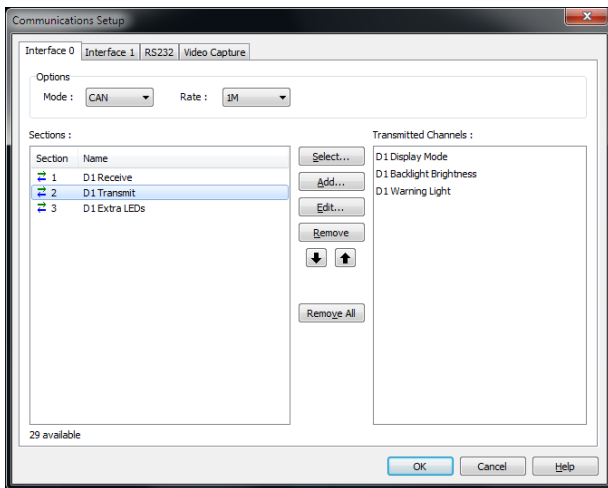 Communications Setup
Interface 0 Interface 1 RS232 Video Capture
Options
Mode : CAN Rate : 1M
Sections :
Section Name
1 D1 Receive
2 D1 Transmit
3 D1 Extra LEDs
29 available
Select...
Add...
Edit...
Remove
Remove All
Transmitted Channels :
D1 Display Mode
D1 Backlight Brightness
D1 Warning Light
OK Cancel Help